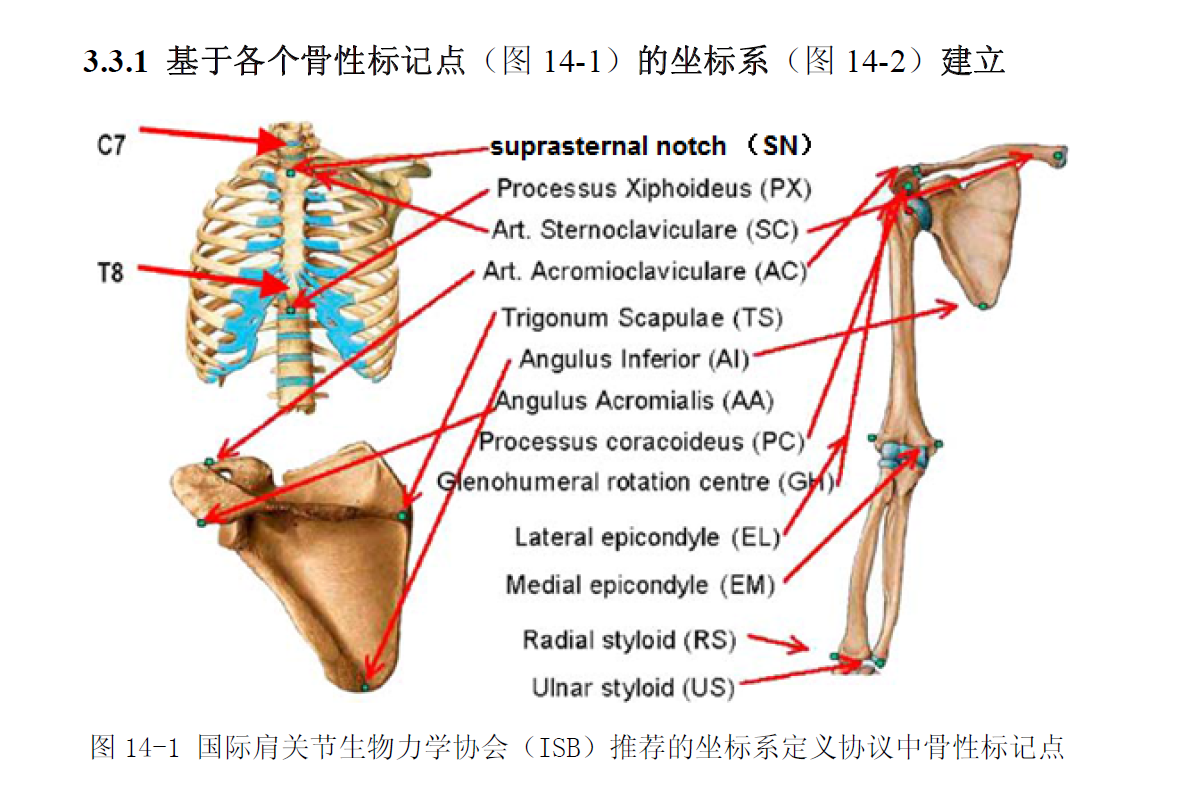 3.3.1 基于各个骨性标记点（图 14-1）的坐标系（图 14-2）建立
C7
suprasternal notch （SN）
Processus Xiphoideus (PX)
Art. Sternoclaviculare (SC)
T8
Art. Acromioclaviculare (AC)
Trigonum Scapulae (TS)
Angulus Inferior (AI)
Angulus Acromialis (AA)
Processus coracoideus (PC)
Glenohumeral rotation centre (GH)
Lateral epicondyle (EL)
Medial epicondyle (EM)
Radial styloid (RS)
Ulnar styloid (US)
图 14-1 国际肩关节生物力学协会（ISB）推荐的坐标系定义协议中骨性标记点